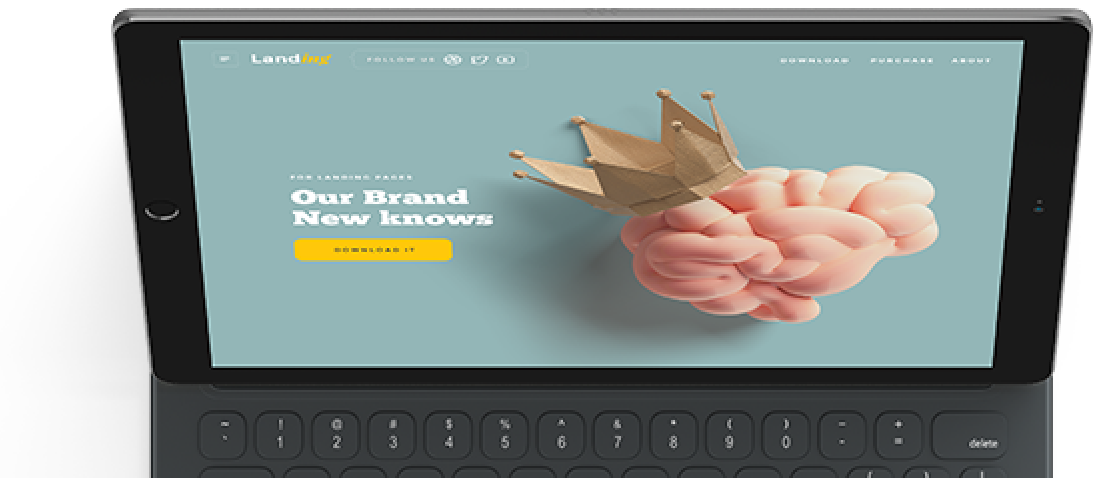 Landing
FOLLOW US
DOWNLOAD PURCHASE ABOUT
FOR LANDING PAGES
Our Brand
New knows
DOWNLOAD IT
~ ! @ # $ % ^ & * ( ) - +
` 1 2 3 4 5 6 7 8 9 0 - = delete
{ } |